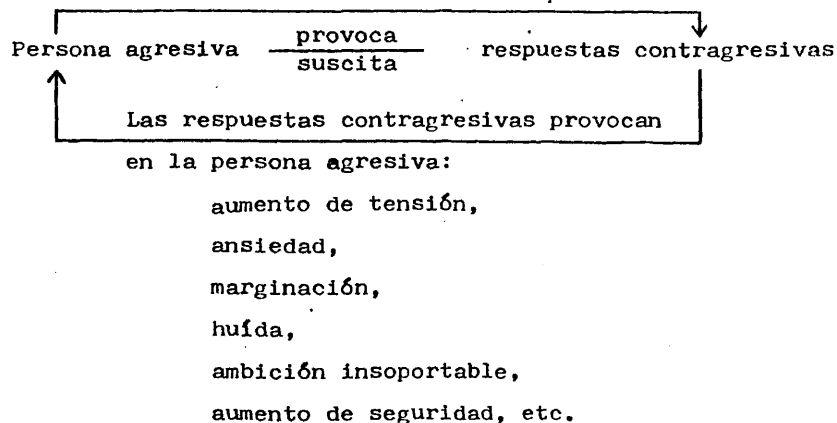 provoca
Persona agresiva respuestas contragresivas
suscita
Las respuestas contragresivas provocan
en la persona agresiva:
aumento de tensión,
ansiedad,
marginación,
huída,
ambición insoportable,
aumento de seguridad, etc.